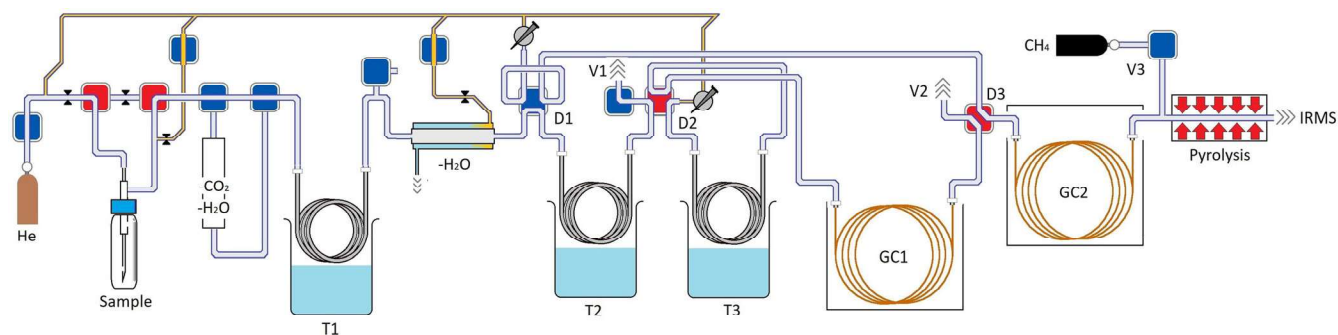 He
Sample
CO₂
-H₂O
T1
-H₂O
D1
V1
D2
T2
T3
GC1
V2
D3
GC2
CH₄
V3
Pyrolysis
IRMS